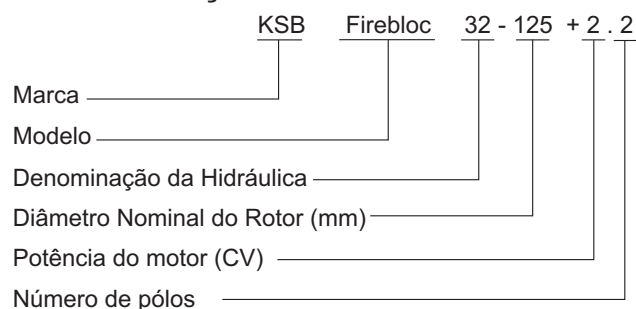 KSB Firebloc 32 - 125 + 2 . 2
Marca
Modelo
Denominação da Hidráulica
Diâmetro Nominal do Rotor (mm)
Potência do motor (CV)
Número de pólos